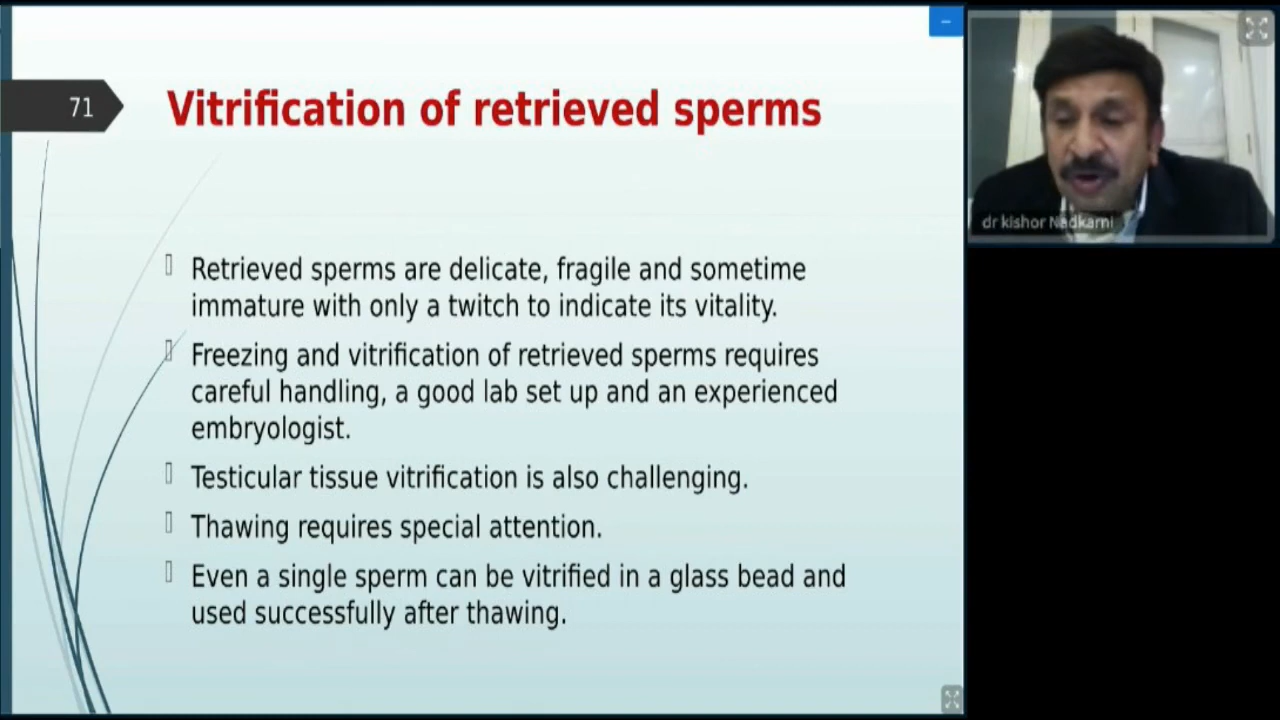 71
Vitrification of retrieved sperms
Retrieved sperms are delicate, fragile and sometime
immature with only a twitch to indicate its vitality.
Freezing and vitrification of retrieved sperms requires
careful handling, a good lab set up and an experienced
embryologist.
Testicular tissue vitrification is also challenging.
Thawing requires special attention.
Even a single sperm can be vitrified in a glass bead and
used successfully after thawing.
dr kishor Nadkarni